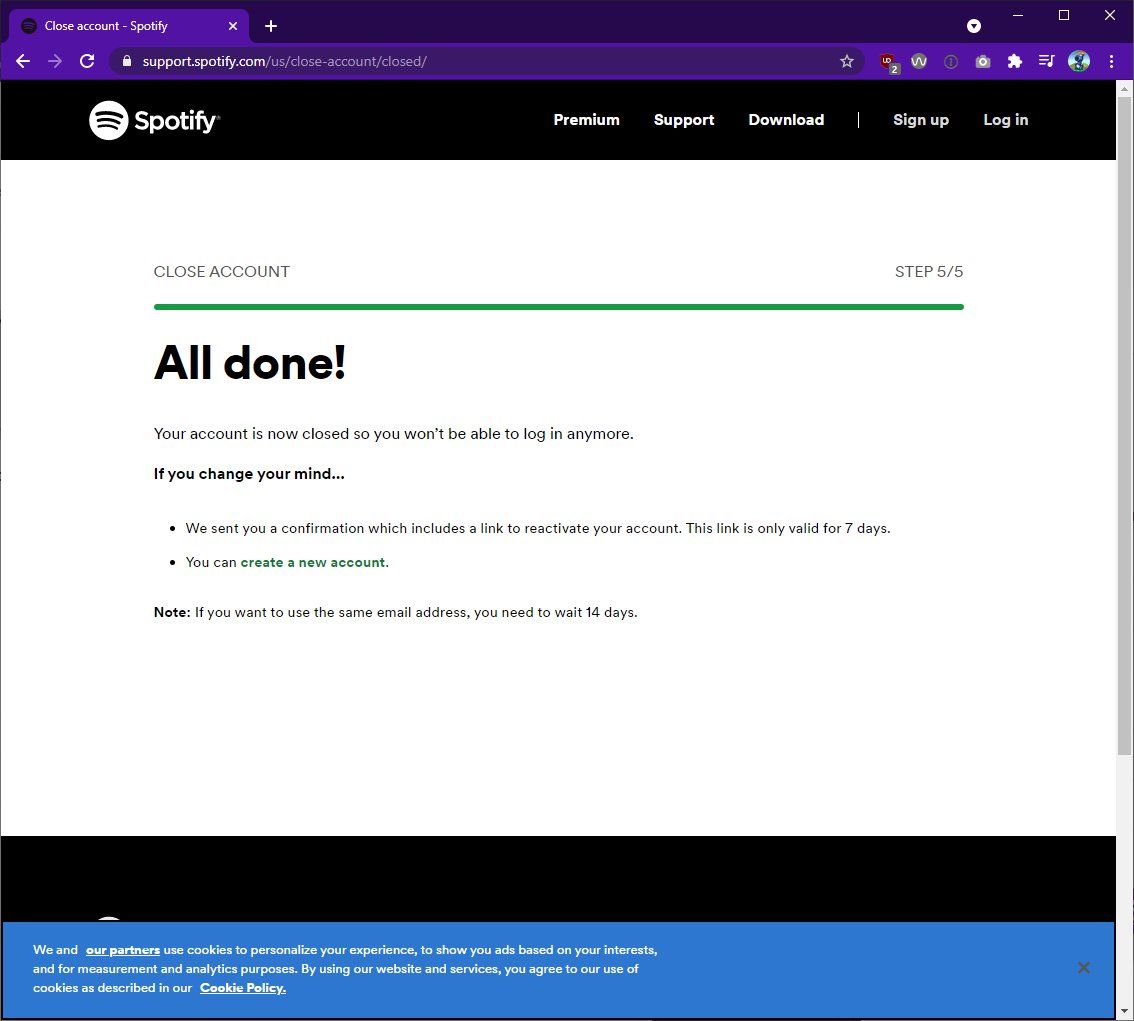 Close account - Spotify
support.spotify.com/us/close-account/closed/
2
Spotify
Premium Support Download | Sign up Log in
CLOSE ACCOUNT STEP 5/5
All done!
Your account is now closed so you won’t be able to log in anymore.
If you change your mind...
• We sent you a confirmation which includes a link to reactivate your account. This link is only valid for 7 days.
• You can create a new account.
Note: If you want to use the same email address, you need to wait 14 days.
We and our partners use cookies to personalize your experience, to show you ads based on your interests,
and for measurement and analytics purposes. By using our website and services, you agree to our use of
cookies as described in our Cookie Policy.